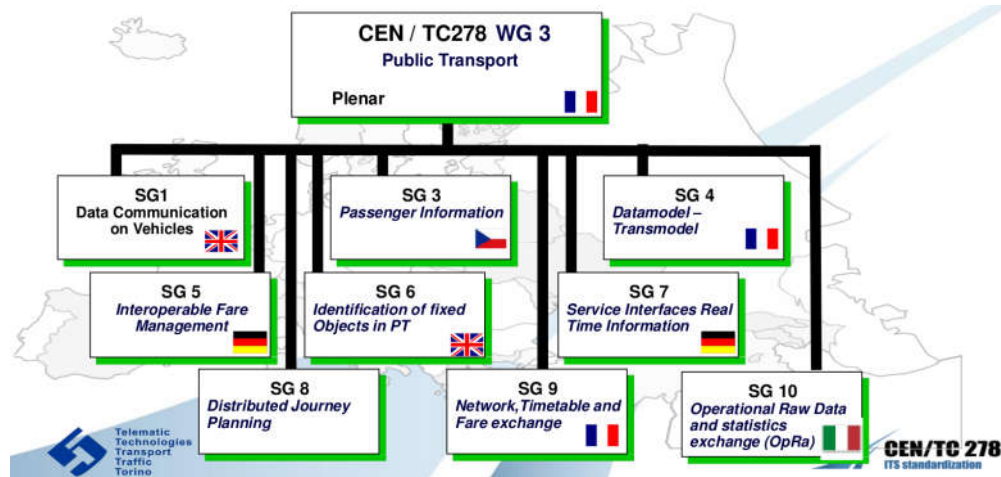 CEN / TC278 WG 3
Public Transport
Plenar
SG1
Data Communication
on Vehicles
SG 3
Passenger Information
SG 4
Datamodel –
Transmodel
SG 5
Interoperable Fare
Management
SG 6
Identification of fixed
Objects in PT
SG 7
Service Interfaces Real
Time Information
SG 8
Distributed Journey
Planning
SG 9
Network,Timetable and
Fare exchange
SG 10
Operational Raw Data
and statistics
exchange (OpRa)
Telematic
Technologies
Transport
Traffic
Torino
CEN/TC 278
ITS standardization